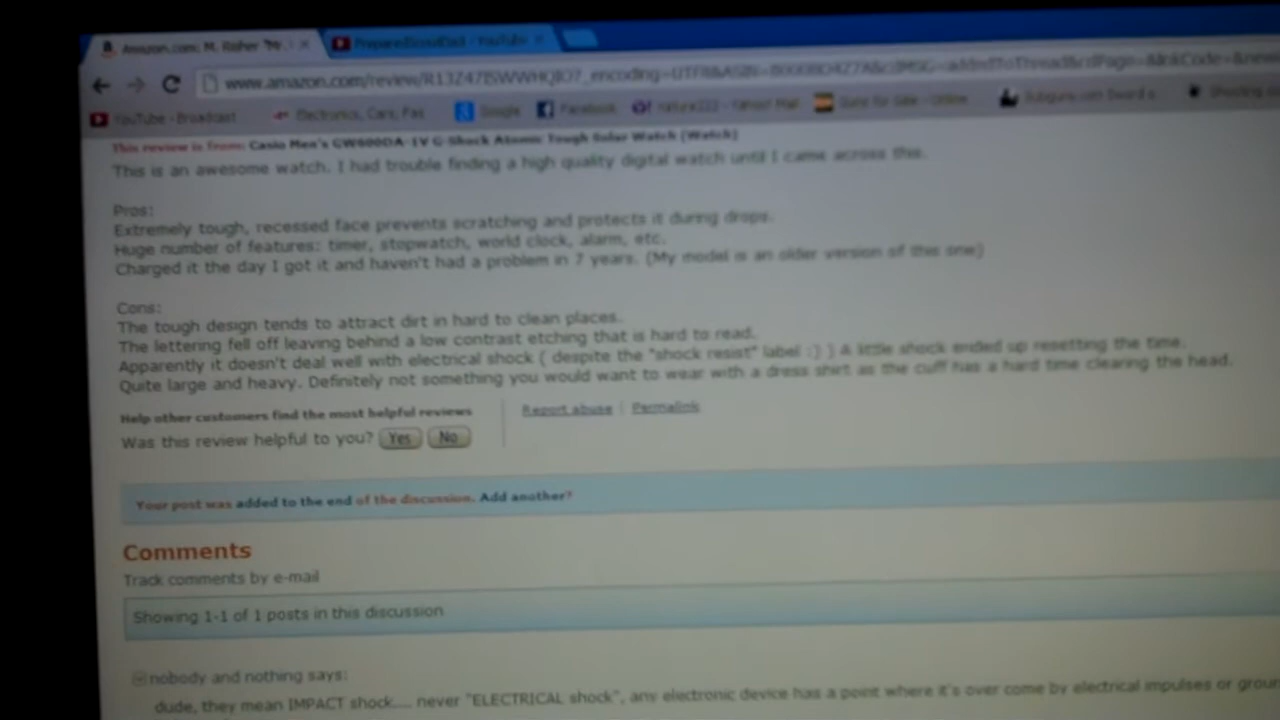 Amazon.com: M. Risher "Mr.
YouTube
www.amazon.com/review/
YouTube - Broadcast
Electronics, Cars, Fas
Google
Facebook
Yahoo! Mail
This review is from: Casio Men's GW600DA-1V G-Shock Atomic Tough Solar Watch (Watch)
This is an awesome watch. I had trouble finding a high quality digital watch until I came across this.
Pros:
Extremely tough, recessed face prevents scratching and protects it during drops.
Huge number of features: timer, stopwatch, world clock, alarm, etc.
Charged it the day I got it and haven't had a problem in 7 years. (My model is an older version of this one)
Cons:
The tough design tends to attract dirt in hard to clean places.
The lettering fell off leaving behind a low contrast etching that is hard to read.
Apparently it doesn't deal well with electrical shock ( despite the "shock resist" label :) ) A little shock ended up resetting the time.
Quite large and heavy. Definitely not something you would want to wear with a dress shirt as the cuff has a hard time clearing the head.
Help other customers find the most helpful reviews
Report abuse | Permalink
Was this review helpful to you? Yes No
Your post was added to the end of the discussion. Add another?
Comments
Track comments by e-mail
Showing 1-1 of 1 posts in this discussion
nobody and nothing says:
dude, they mean IMPACT shock.... never "ELECTRICAL shock", any electronic device has a point where it's over come by electrical impulses or